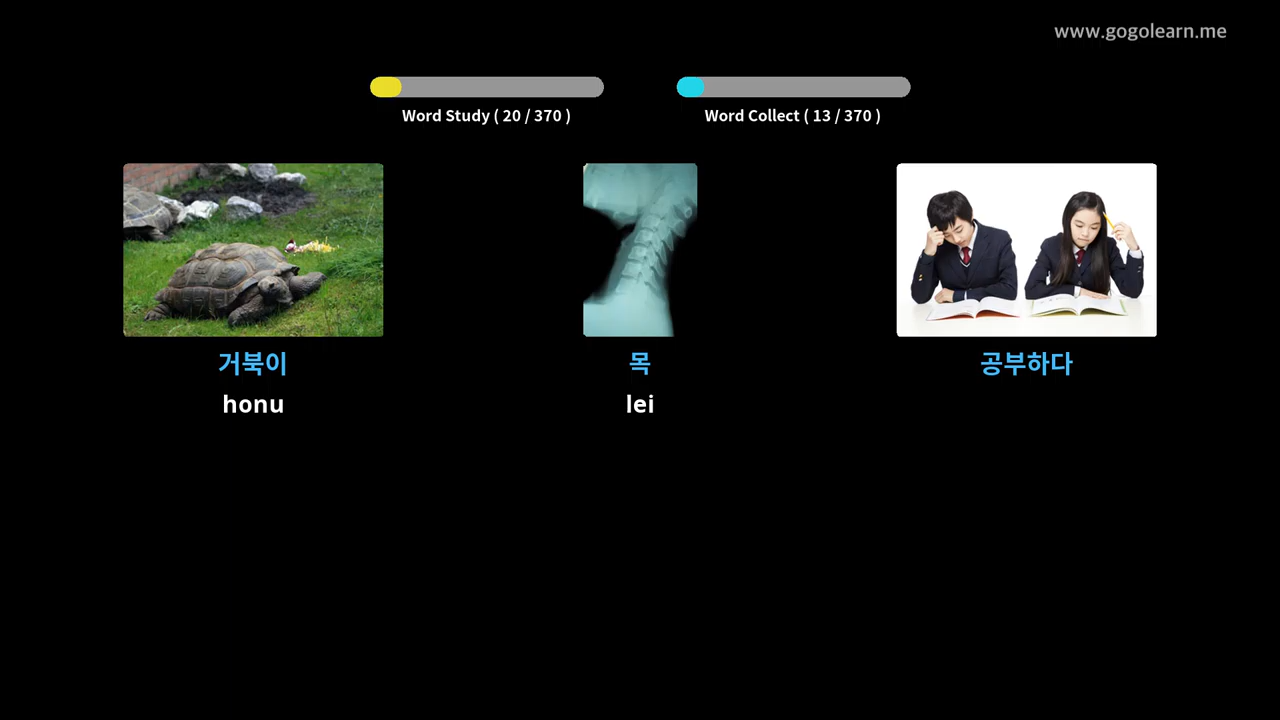 www.gogolearn.me
Word Study ( 20 / 370 )
Word Collect ( 13 / 370 )
거북이
목
공부하다
honu
lei